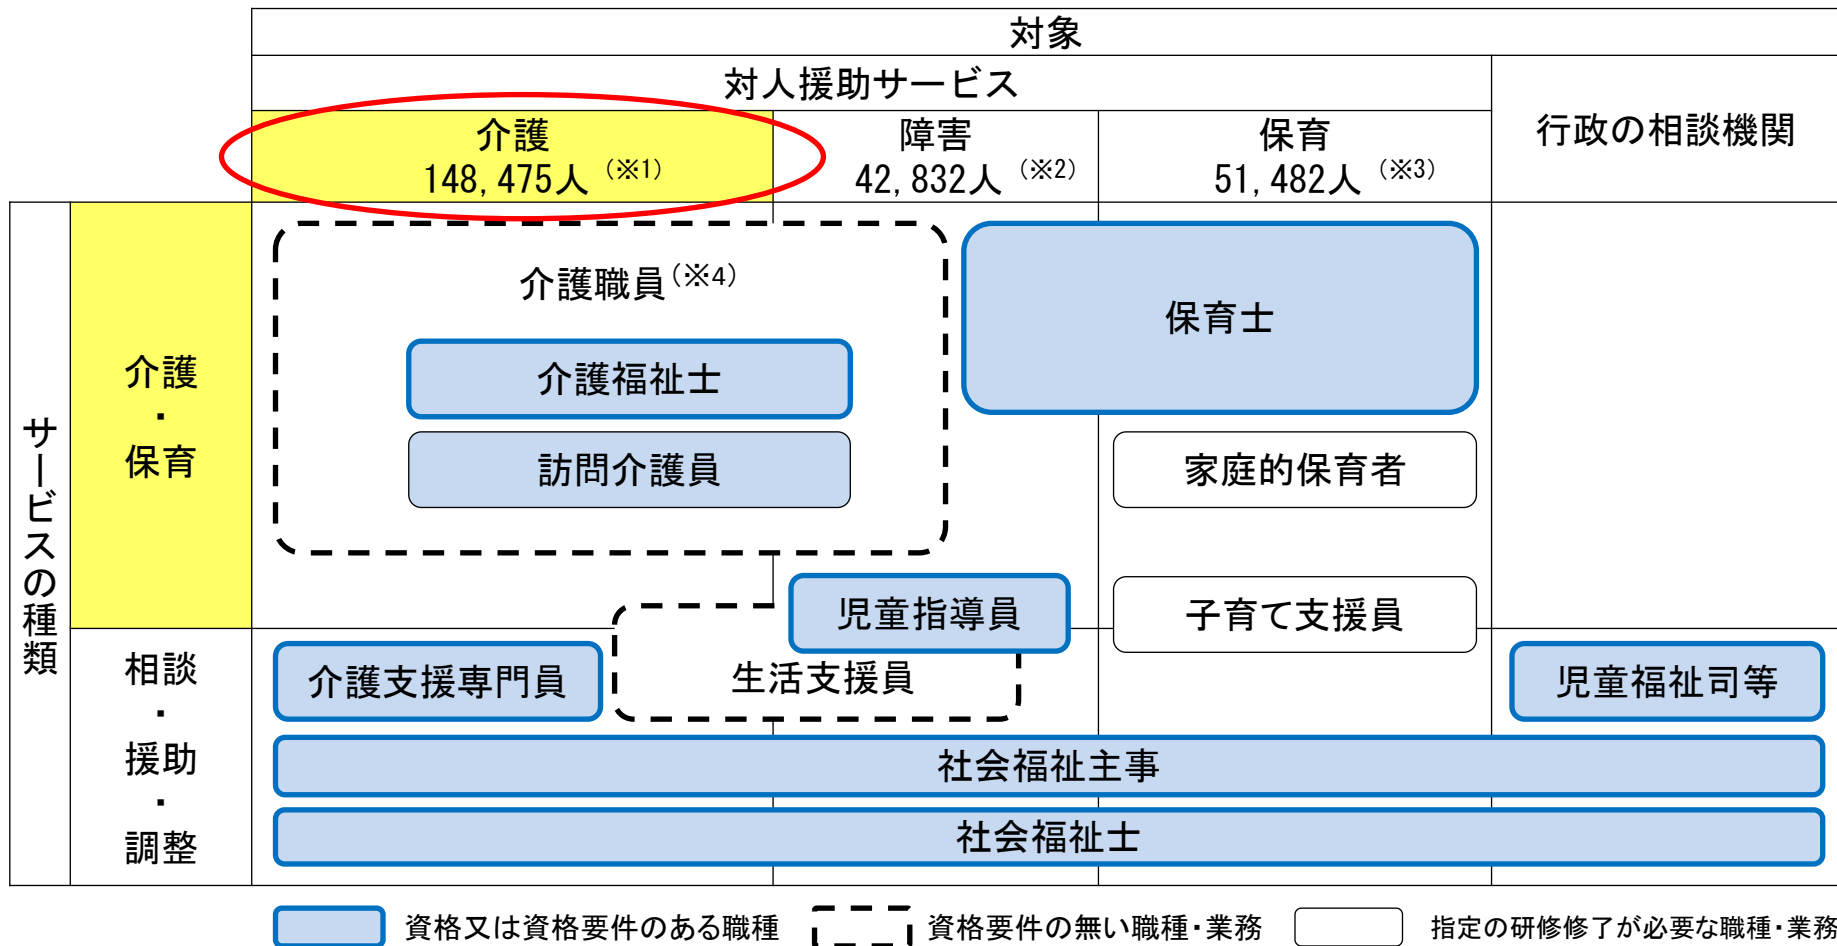 対象
対人援助サービス
行政の相談機関
介護
148,475人 (※1)
障害
42,832人 (※2)
保育
51,482人 (※3)
サービスの種類
介護
・
保育
介護職員(※4)
介護福祉士
訪問介護員
保育士
家庭的保育者
児童指導員
子育て支援員
相談
・
援助
・
調整
介護支援専門員
生活支援員
児童福祉司等
社会福祉主事
社会福祉士
資格又は資格要件のある職種
資格要件の無い職種・業務
指定の研修修了が必要な職種・業務